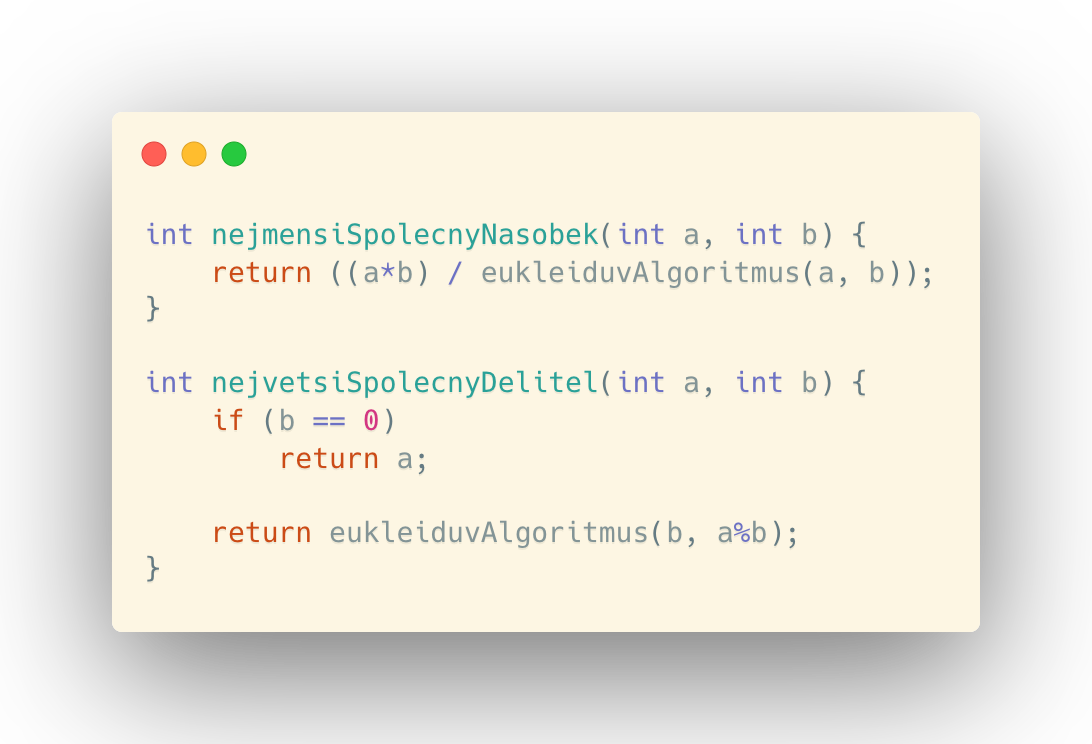 int nejmensiSpolecnyNasobek(int a, int b) {
    return ((a*b) / eukleiduvAlgoritmus(a, b));
}

int nejvetsiSpolecnyDelitel(int a, int b) {
    if (b == 0)
        return a;

    return eukleiduvAlgoritmus(b, a%b);
}